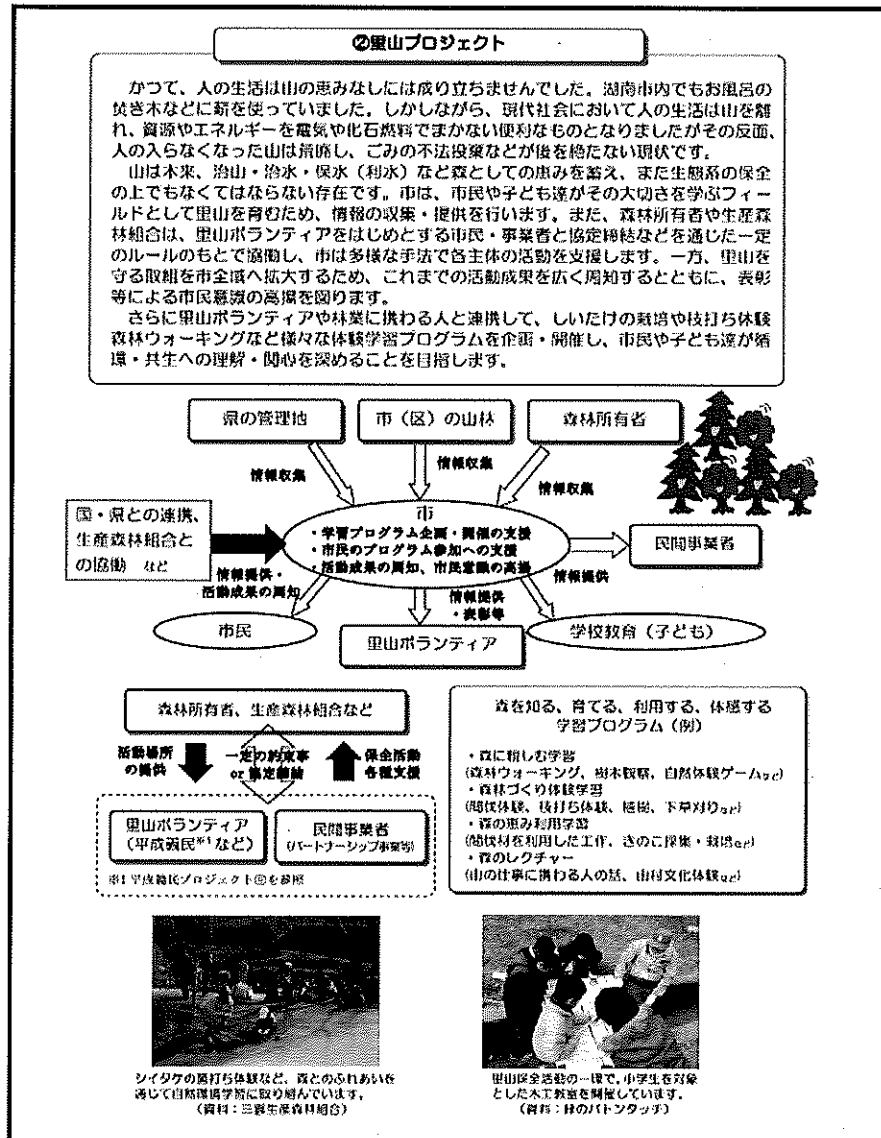 ②里山プロジェクト
かつて、人の生活は山の恵みなしには成り立ちませんでした。湖南市内でもお風呂の
焚き木などに薪を使っていました。しかしながら、現代社会において人の生活は山を離
れ、資源やエネルギーを電気や化石燃料でまかない便利なものとなりましたがその反面、
人の入らなくなった山は荒廃し、ごみの不法投棄などが後を絶たない現状です。
山は本来、治山・治水・保水（利水）など森としての恵みを蓄え、また生態系の保全
の上でもなくてはならない存在です。市は、市民や子ども達がその大切さを学ぶフィー
ルドとして里山を育むため、情報の収集・提供を行います。また、森林所有者や生産森
林組合は、里山ボランティアをはじめとする市民・事業者と協定締結などを通じた一定
のルールのもとで協働し、市は多様な手法で各主体の活動を支援します。一方、里山を
守る取組を市全域へ拡大するため、これまでの活動成果を広く周知するとともに、表彰
等による市民意識の高揚を図ります。
さらに里山ボランティアや林業に携わる人と連携して、しいたけの栽培や枝打ち体験
森林ウォーキングなど様々な体験学習プログラムを企画・開催し、市民や子ども達が循
環・共生への理解・関心を深めることを目指します。
県の管理地
市（区）の山林
森林所有者
情報収集
情報収集
情報収集
国・県との連携、
生産森林組合と
の協働 など
市
・学習プログラム企画・開催の支援
・市民のプログラム参加への支援
・活動成果の周知、市民意識の高揚
民間事業者
情報提供・
活動成果の周知
情報提供
・表彰等
情報提供
市民
里山ボランティア
学校教育（子ども）
森林所有者、生産森林組合など
活動場所
の提供
一定の約束事
or 協定締結
保全活動
各種支援
里山ボランティア
（平成義民※1 など）
民間事業者
（パートナーシップ事業等）
※1 平成義民プロジェクト を参照
森を知る、育てる、利用する、体感する
学習プログラム（例）
・森に親しむ学習
(森林ウォーキング、樹木観察、自然体験ゲームなど)
・森林づくり体験学習
(間伐体験、枝打ち体験、植樹、下草刈りなど)
・森の恵み利用学習
(間伐材を利用した工作、きのこ採集・栽培など)
・森のレクチャー
(山の仕事に携わる人の話、山村文化体験など)
シイタケの菌打ち体験など、森とのふれあいを
通じて自然環境学習に取り組んでいます。
（資料：三雲生産森林組合）
里山保全活動の一環で、小学生を対象
とした木工教室を開催しています。
（資料： のバトンタッチ）